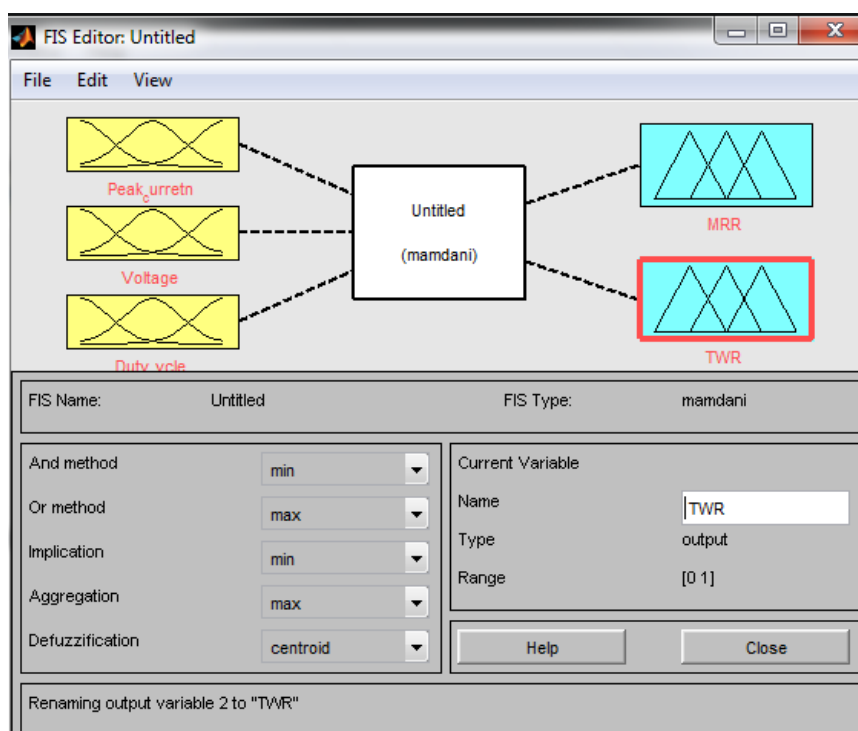 FIS Editor: Untitled
File Edit View
Peak_curretn
Voltage
Duty_ycle
Untitled
(mamdani)
MRR
TWR
FIS Name: Untitled FIS Type: mamdani
And method min
Or method max
Implication min
Aggregation max
Defuzzification centroid
Current Variable
Name TWR
Type output
Range [0 1]
Help Close
Renaming output variable 2 to "TWR"